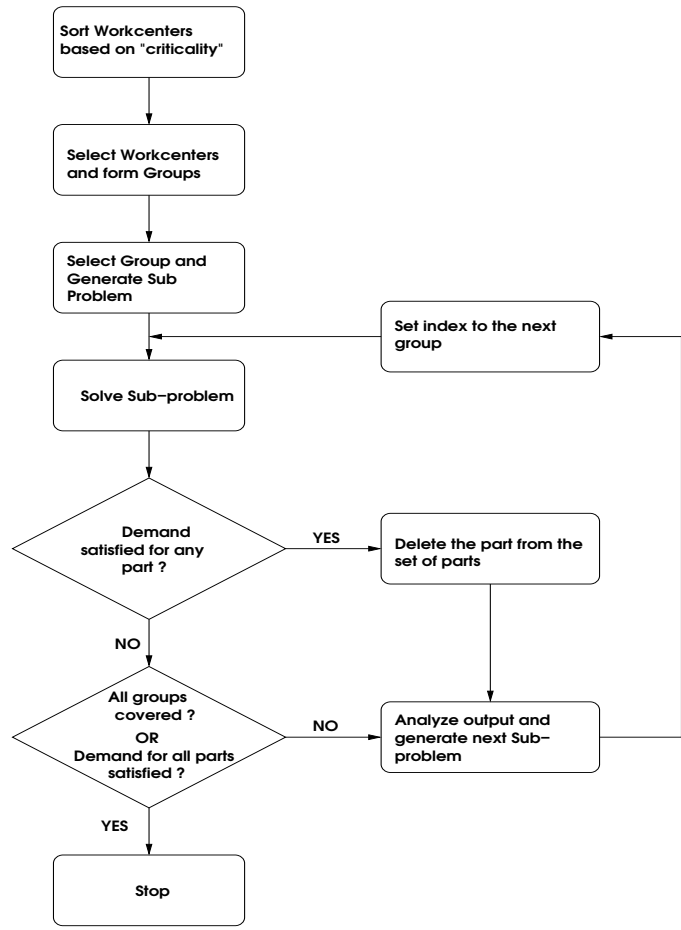 Sort Workcenters
based on "criticality"
Select Workcenters
and form Groups
Select Group and
Generate Sub
Problem
Set index to the next
group
Solve Sub-problem
Demand
satisfied for any
part ?
YES
Delete the part from the
set of parts
NO
All groups
covered ?
OR
Demand for all parts
satisfied ?
NO
Analyze output and
generate next Sub-
problem
YES
Stop